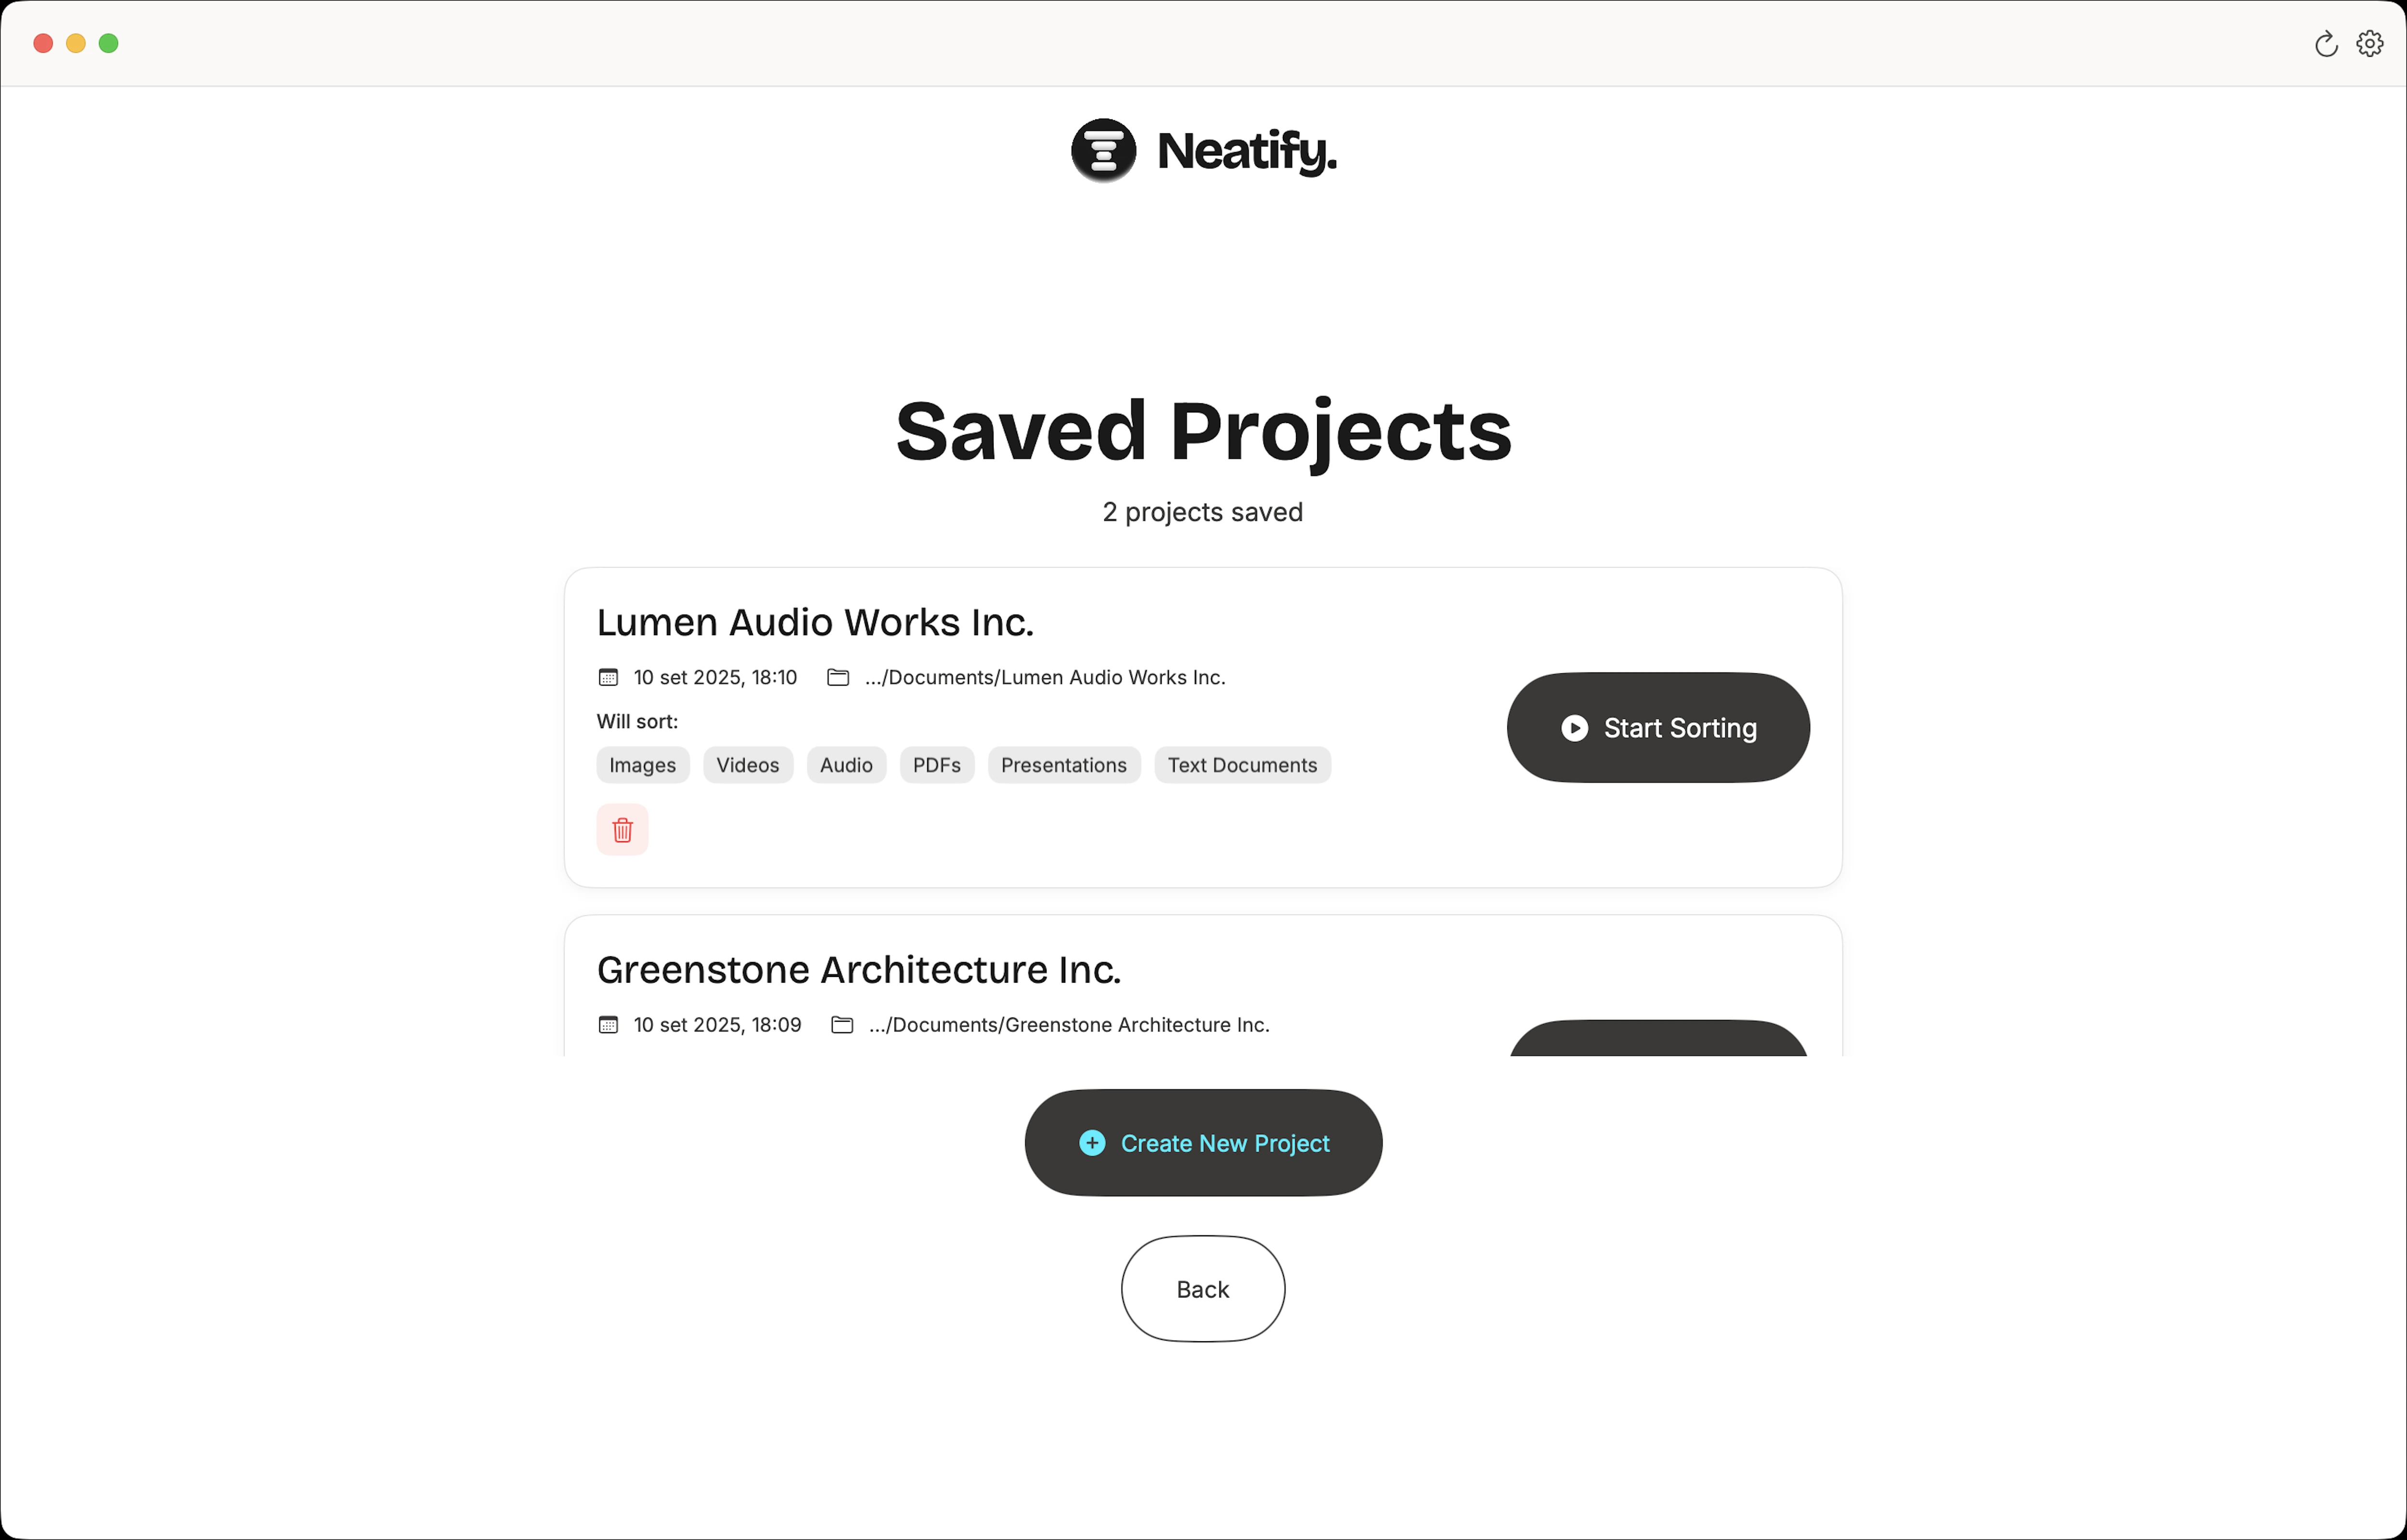 Neatify.
Saved Projects
2 projects saved
Lumen Audio Works Inc.
10 set 2025, 18:10 .../Documents/Lumen Audio Works Inc.
Will sort:
Images Videos Audio PDFs Presentations Text Documents
Start Sorting
Greenstone Architecture Inc.
10 set 2025, 18:09 .../Documents/Greenstone Architecture Inc.
Create New Project
Back